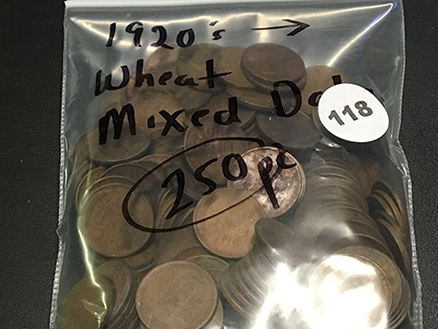 1920's →
Wheat
Mixed
118
250 pc